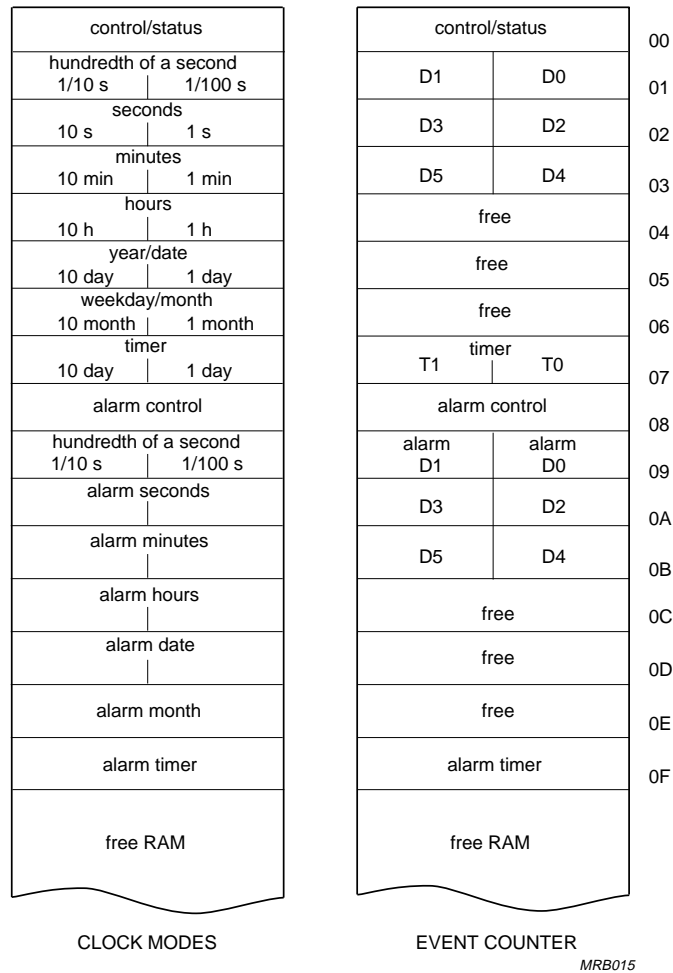 control/status
hundredth of a second
1/10 s 1/100 s
seconds
10 s 1 s
minutes
10 min 1 min
hours
10 h 1 h
year/date
10 day 1 day
weekday/month
10 month 1 month
timer
10 day 1 day
alarm control
hundredth of a second
1/10 s 1/100 s
alarm seconds
alarm minutes
alarm hours
alarm date
alarm month
alarm timer
free RAM
CLOCK MODES
control/status 00
D1 D0 01
D3 D2 02
D5 D4 03
free 04
free 05
free 06
timer
T1 T0 07
alarm control 08
alarm alarm
D1 D0 09
D3 D2 0A
D5 D4 0B
free 0C
free 0D
free 0E
alarm timer 0F
free RAM
EVENT COUNTER
MRB015